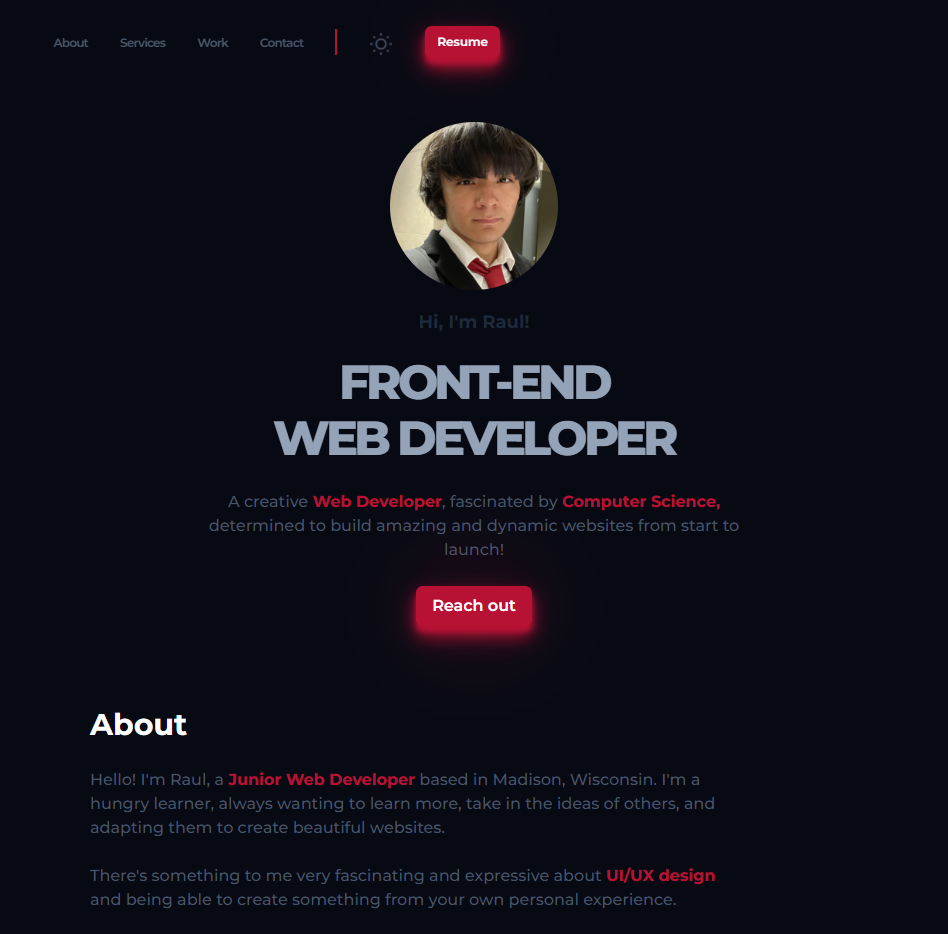 About Services Work Contact Resume
Hi, I'm Raul!
FRONT-END
WEB DEVELOPER
A creative Web Developer, fascinated by Computer Science,
determined to build amazing and dynamic websites from start to
launch!
Reach out
About
Hello! I'm Raul, a Junior Web Developer based in Madison, Wisconsin. I'm a
hungry learner, always wanting to learn more, take in the ideas of others, and
adapting them to create beautiful websites.
There's something to me very fascinating and expressive about UI/UX design
and being able to create something from your own personal experience.